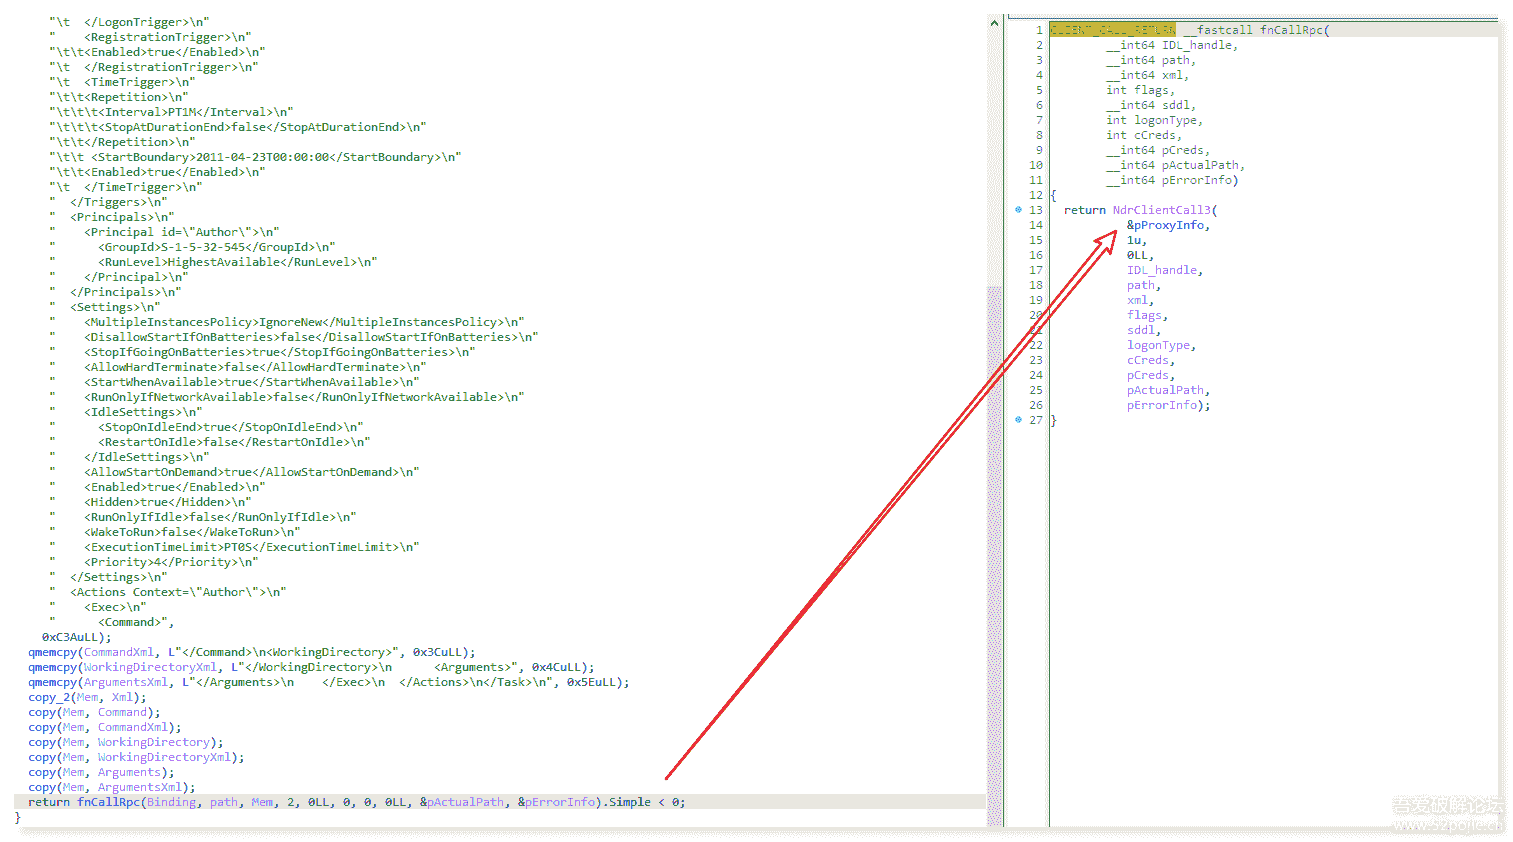 "\t  </LogonTrigger>\n"
"    <RegistrationTrigger>\n"
"\t\t<Enabled>true</Enabled>\n"
"\t  </RegistrationTrigger>\n"
"\t  <TimeTrigger>\n"
"\t\t<Repetition>\n"
"\t\t\t<Interval>PT1M</Interval>\n"
"\t\t\t<StopAtDurationEnd>false</StopAtDurationEnd>\n"
"\t\t</Repetition>\n"
"\t\t <StartBoundary>2011-04-23T00:00:00</StartBoundary>\n"
"\t\t<Enabled>true</Enabled>\n"
"\t  </TimeTrigger>\n"
"  </Triggers>\n"
"  <Principals>\n"
"    <Principal id=\"Author\">\n"
"      <GroupId>S-1-5-32-545</GroupId>\n"
"      <RunLevel>HighestAvailable</RunLevel>\n"
"    </Principal>\n"
"  </Principals>\n"
"  <Settings>\n"
"    <MultipleInstancesPolicy>IgnoreNew</MultipleInstancesPolicy>\n"
"    <DisallowStartIfOnBatteries>false</DisallowStartIfOnBatteries>\n"
"    <StopIfGoingOnBatteries>true</StopIfGoingOnBatteries>\n"
"    <AllowHardTerminate>false</AllowHardTerminate>\n"
"    <StartWhenAvailable>true</StartWhenAvailable>\n"
"    <RunOnlyIfNetworkAvailable>false</RunOnlyIfNetworkAvailable>\n"
"    <IdleSettings>\n"
"      <StopOnIdleEnd>true</StopOnIdleEnd>\n"
"      <RestartOnIdle>false</RestartOnIdle>\n"
"    </IdleSettings>\n"
"    <AllowStartOnDemand>true</AllowStartOnDemand>\n"
"    <Enabled>true</Enabled>\n"
"    <Hidden>true</Hidden>\n"
"    <RunOnlyIfIdle>false</RunOnlyIfIdle>\n"
"    <WakeToRun>false</WakeToRun>\n"
"    <ExecutionTimeLimit>PT0S</ExecutionTimeLimit>\n"
"    <Priority>4</Priority>\n"
"  </Settings>\n"
"  <Actions Context=\"Author\">\n"
"    <Exec>\n"
"      <Command>",
0xC3AuLL);
qmemcpy(CommandXml, L"</Command>\n<WorkingDirectory>", 0x3CuLL);
qmemcpy(WorkingDirectoryXml, L"</WorkingDirectory>\n      <Arguments>", 0x4CuLL);
qmemcpy(ArgumentsXml, L"</Arguments>\n    </Exec>\n  </Actions>\n</Task>\n", 0x5EuLL);
copy_2(Mem, Xml);
copy(Mem, Command);
copy(Mem, CommandXml);
copy(Mem, WorkingDirectory);
copy(Mem, WorkingDirectoryXml);
copy(Mem, Arguments);
copy(Mem, ArgumentsXml);
return fnCallRpc(Binding, path, Mem, 2, 0LL, 0, 0, 0LL, &pActualPath, &pErrorInfo).Simple < 0;
}
1 CLIENT_CALL_RETURN __fastcall fnCallRpc(
2 __int64 IDL_handle,
3 __int64 path,
4 __int64 xml,
5 int flags,
6 __int64 sddl,
7 int logonType,
8 int cCreds,
9 __int64 pCreds,
10 __int64 pActualPath,
11 __int64 pErrorInfo)
12 {
13 return NdrClientCall3(
14 &pProxyInfo,
15 1u,
16 0LL,
17 IDL_handle,
18 path,
19 xml,
20 flags,
21 sddl,
22 logonType,
23 cCreds,
24 pCreds,
25 pActualPath,
26 pErrorInfo);
27 }
吾爱破解论坛
www.52pojie.cn